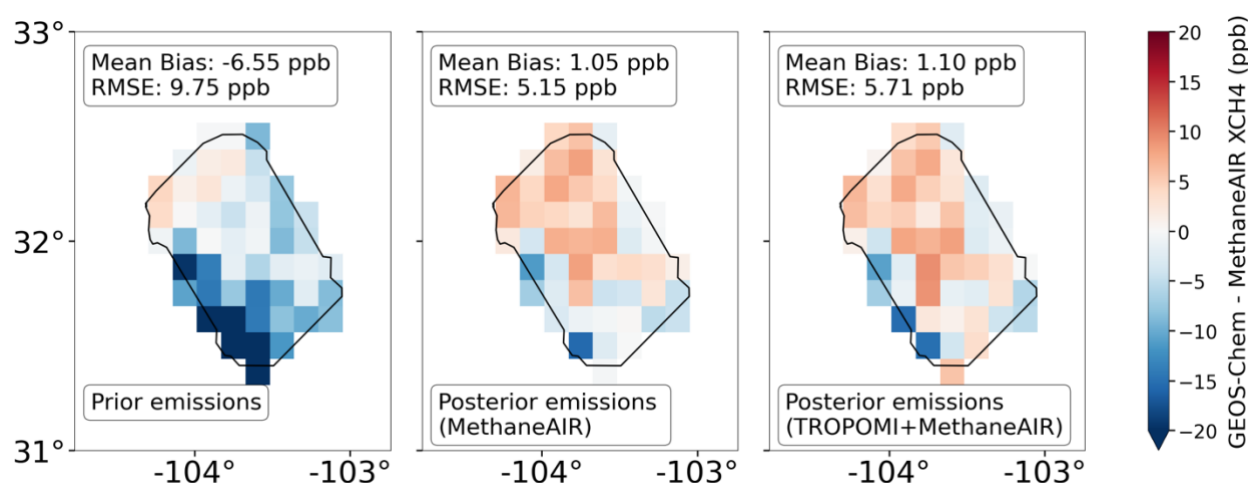 33°
32°
31°
Mean Bias: -6.55 ppb
RMSE: 9.75 ppb
Prior emissions
-104°
-103°
Mean Bias: 1.05 ppb
RMSE: 5.15 ppb
Posterior emissions
(MethaneAIR)
-104°
-103°
Mean Bias: 1.10 ppb
RMSE: 5.71 ppb
Posterior emissions
(TROPOMI+MethaneAIR)
-104°
-103°
20
15
10
5
0
−5
−10
−15
−20
GEOS-Chem - MethaneAIR XCH4 (ppb)